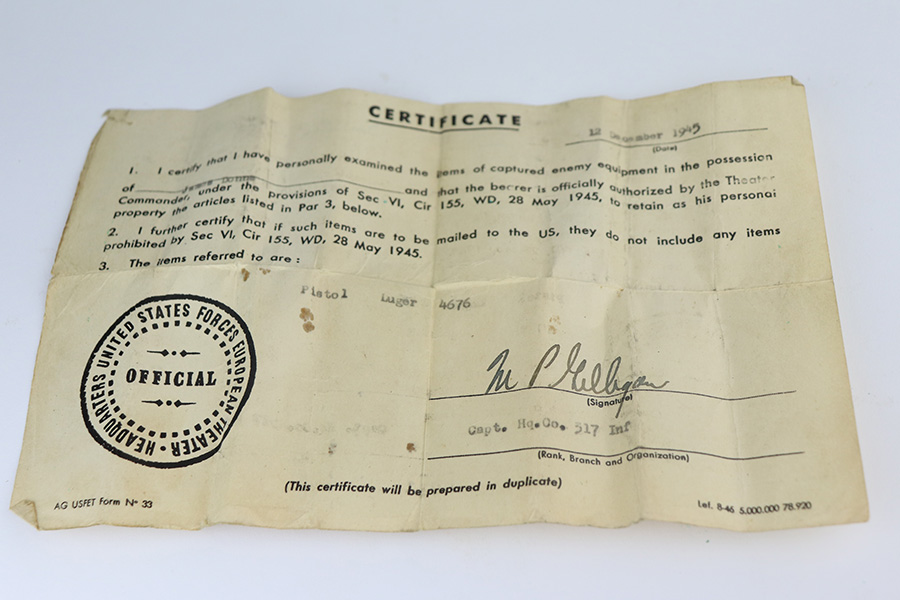 CERTIFICATE
12 December 1945
(Date)
1. I certify that I have personally examined the items of captured enemy equipment in the possession
of and that the bearer is officially authorized by the Theater
Commander, under the provisions of Sec VI, Cir 155, WD, 28 May 1945, to retain as his personal
property the articles listed in Par 3, below.
2. I further certify that if such items are to be mailed to the US, they do not include any items
prohibited by Sec VI, Cir 155, WD, 28 May 1945.
3. The items referred to are :
Pistol Luger 4676
HEADQUARTERS UNITED STATES FORCES EUROPEAN THEATER •
OFFICIAL
M P Gilligan
(Signature)
Capt. Hq.Co. 517 Inf
(Rank, Branch and Organization)
(This certificate will be prepared in duplicate)
AG USFET Form N° 33
Lef. 8-45 5.000.000 78.920